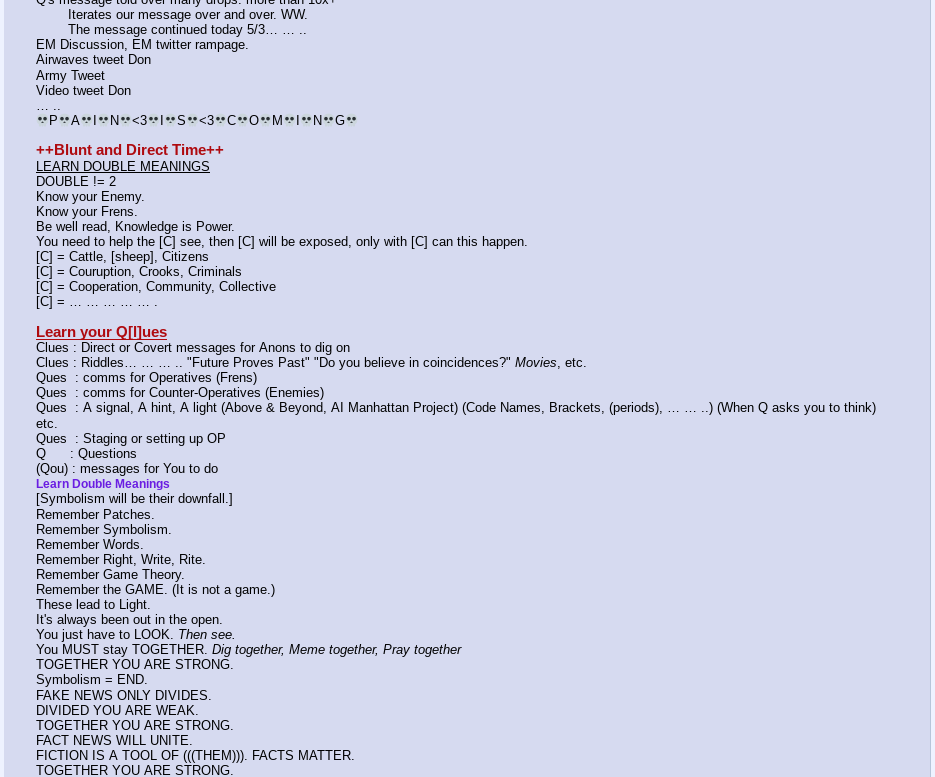 Q's message told over many drops. more than 10x+
Iterates our message over and over. WW.
The message continued today 5/3… … ..
EM Discussion, EM twitter rampage.
Airwaves tweet Don
Army Tweet
Video tweet Don
… ..
💀P💀A💀I💀N💀<3💀I💀S💀<3💀C💀O💀M💀I💀N💀G💀
++Blunt and Direct Time++
LEARN DOUBLE MEANINGS
DOUBLE != 2
Know your Enemy.
Know your Frens.
Be well read, Knowledge is Power.
You need to help the [C] see, then [C] will be exposed, only with [C] can this happen.
[C] = Cattle, [sheep], Citizens
[C] = Couruption, Crooks, Criminals
[C] = Cooperation, Community, Collective
[C] = … … … … … .
Learn your Q[l]ues
Clues : Direct or Covert messages for Anons to dig on
Clues : Riddles… … … .. "Future Proves Past" "Do you believe in coincidences?" Movies, etc.
Ques  : comms for Operatives (Frens)
Ques  : comms for Counter-Operatives (Enemies)
Ques  : A signal, A hint, A light (Above & Beyond, AI Manhattan Project) (Code Names, Brackets, (periods), … … ..) (When Q asks you to think)
etc.
Ques  : Staging or setting up OP
Q      : Questions
(Qou) : messages for You to do
Learn Double Meanings
[Symbolism will be their downfall.]
Remember Patches.
Remember Symbolism.
Remember Words.
Remember Right, Write, Rite.
Remember Game Theory.
Remember the GAME. (It is not a game.)
These lead to Light.
It's always been out in the open.
You just have to LOOK. Then see.
You MUST stay TOGETHER. Dig together, Meme together, Pray together
TOGETHER YOU ARE STRONG.
Symbolism = END.
FAKE NEWS ONLY DIVIDES.
DIVIDED YOU ARE WEAK.
TOGETHER YOU ARE STRONG.
FACT NEWS WILL UNITE.
FICTION IS A TOOL OF (((THEM))). FACTS MATTER.
TOGETHER YOU ARE STRONG.